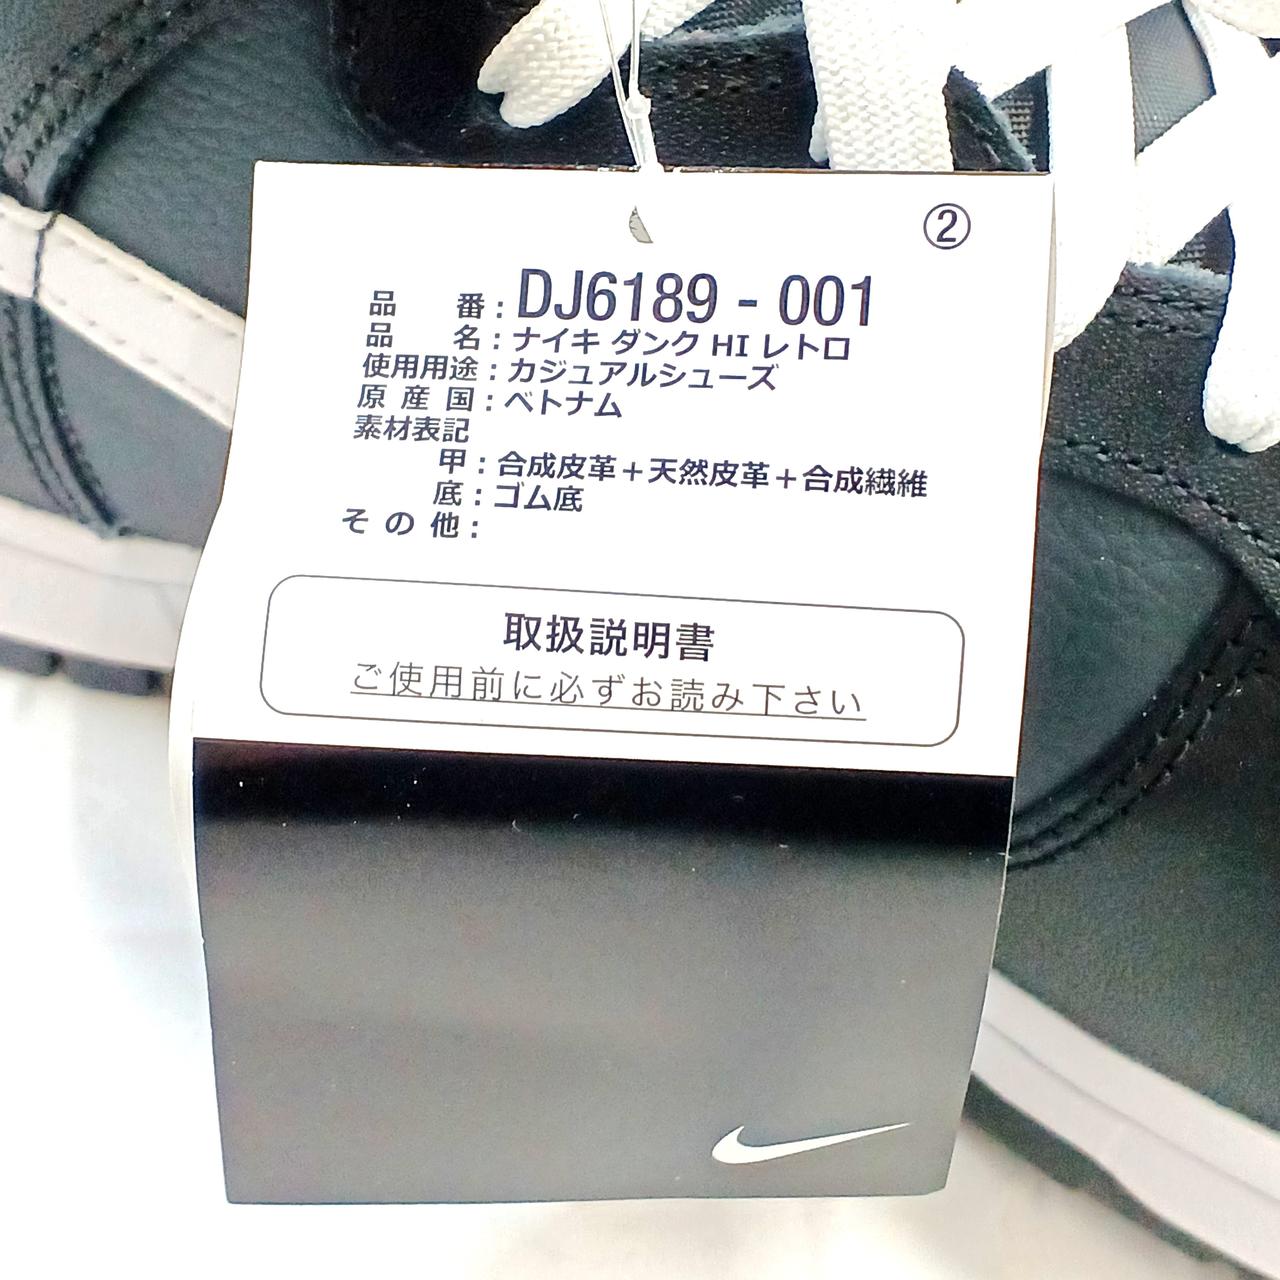 ②
品 番 : DJ6189 - 001
品 名 : ナイキ ダンク HI レトロ
使用用途 : カジュアルシューズ
原 産 国 : ベトナム
素材表記
甲 : 合成皮革＋天然皮革＋合成繊維
底 : ゴム底
そ の 他 :
取扱説明書
ご使用前に必ずお読み下さい